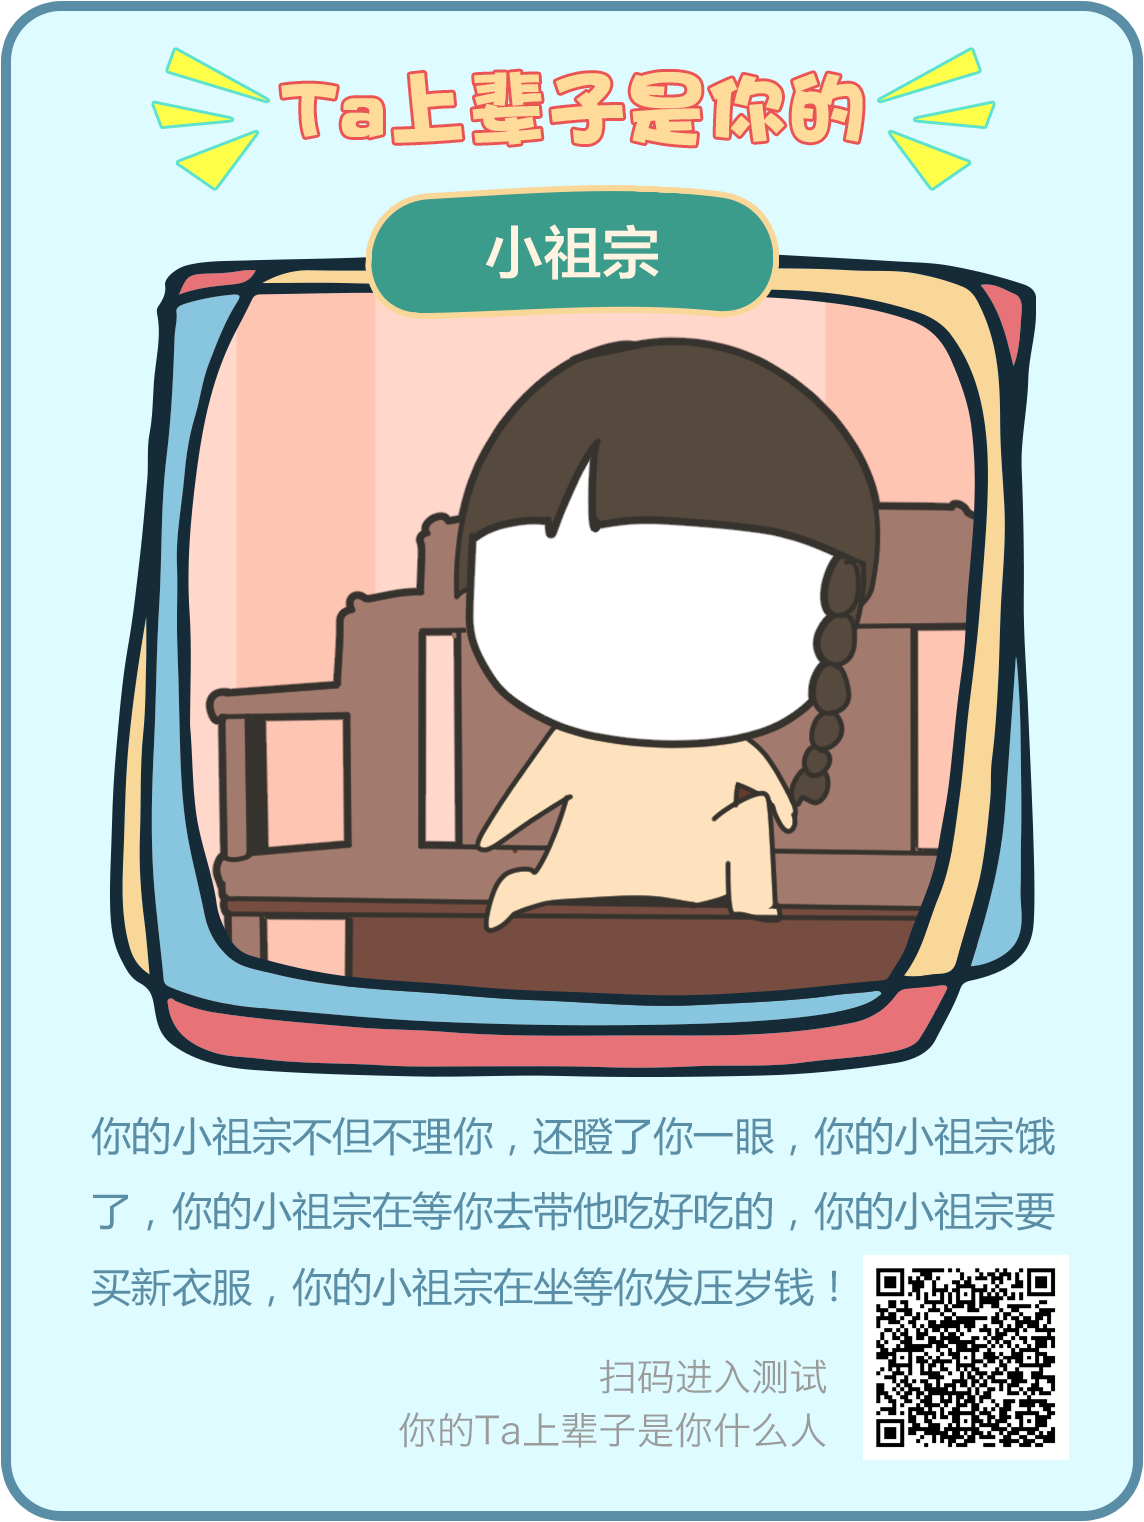 Ta上辈子是你的
小祖宗
你的小祖宗不但不理你，还瞪了你一眼，你的小祖宗饿
了，你的小祖宗在等你去带他吃好吃的，你的小祖宗要
买新衣服，你的小祖宗在坐等你发压岁钱！
扫码进入测试
你的Ta上辈子是你什么人